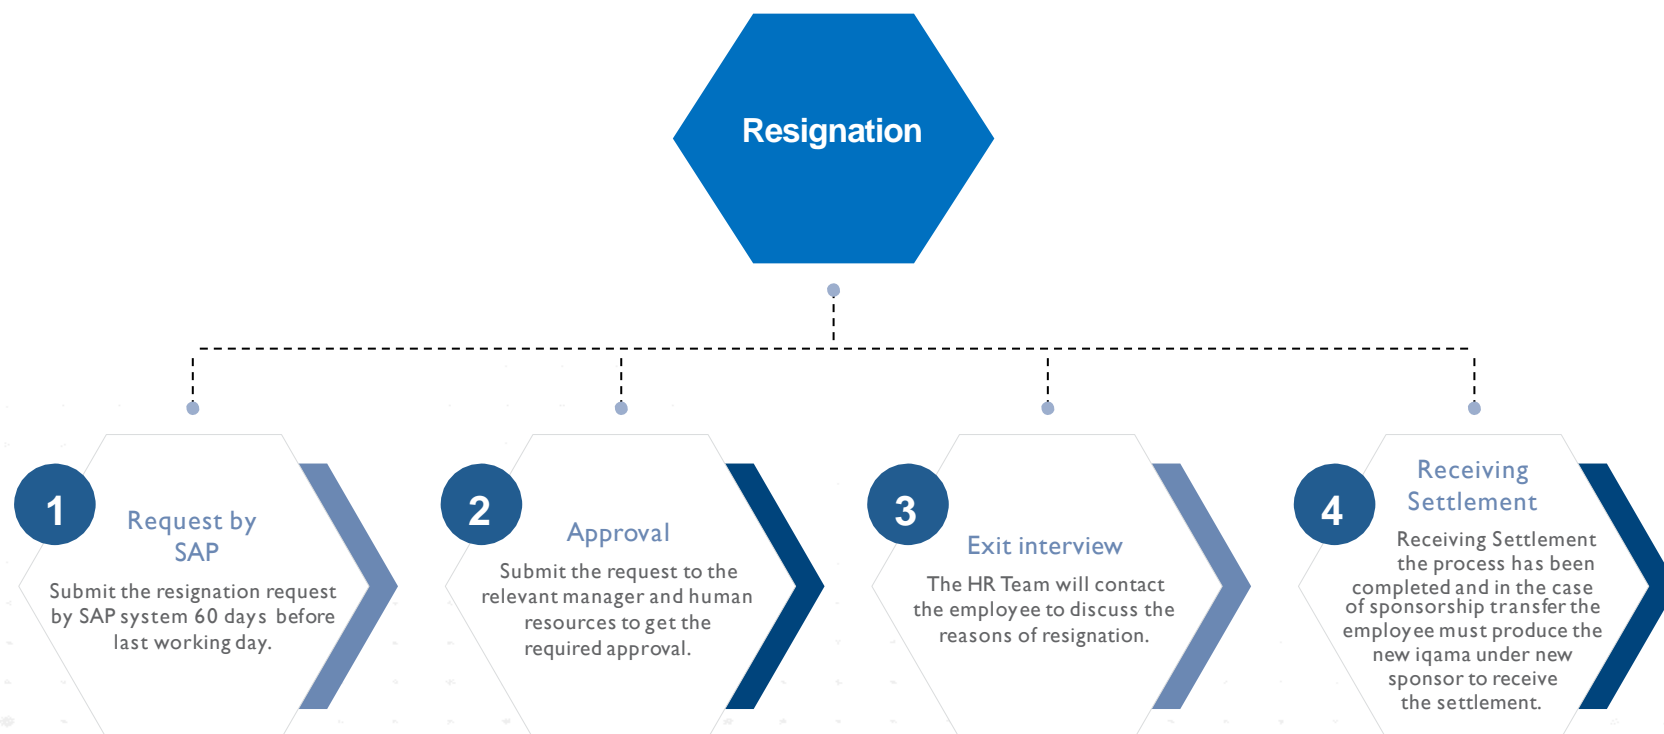 Resignation
1
Request by
SAP
Submit the resignation request
by SAP system 60 days before
last working day.
2
Approval
Submit the request to the
relevant manager and human
resources to get the
required approval.
3
Exit interview
The HR Team will contact
the employee to discuss the
reasons of resignation.
4
Receiving
Settlement
Receiving Settlement
the process has been
completed and in the case
of sponsorship transfer the
employee must produce the
new iqama under new
sponsor to receive
the settlement.